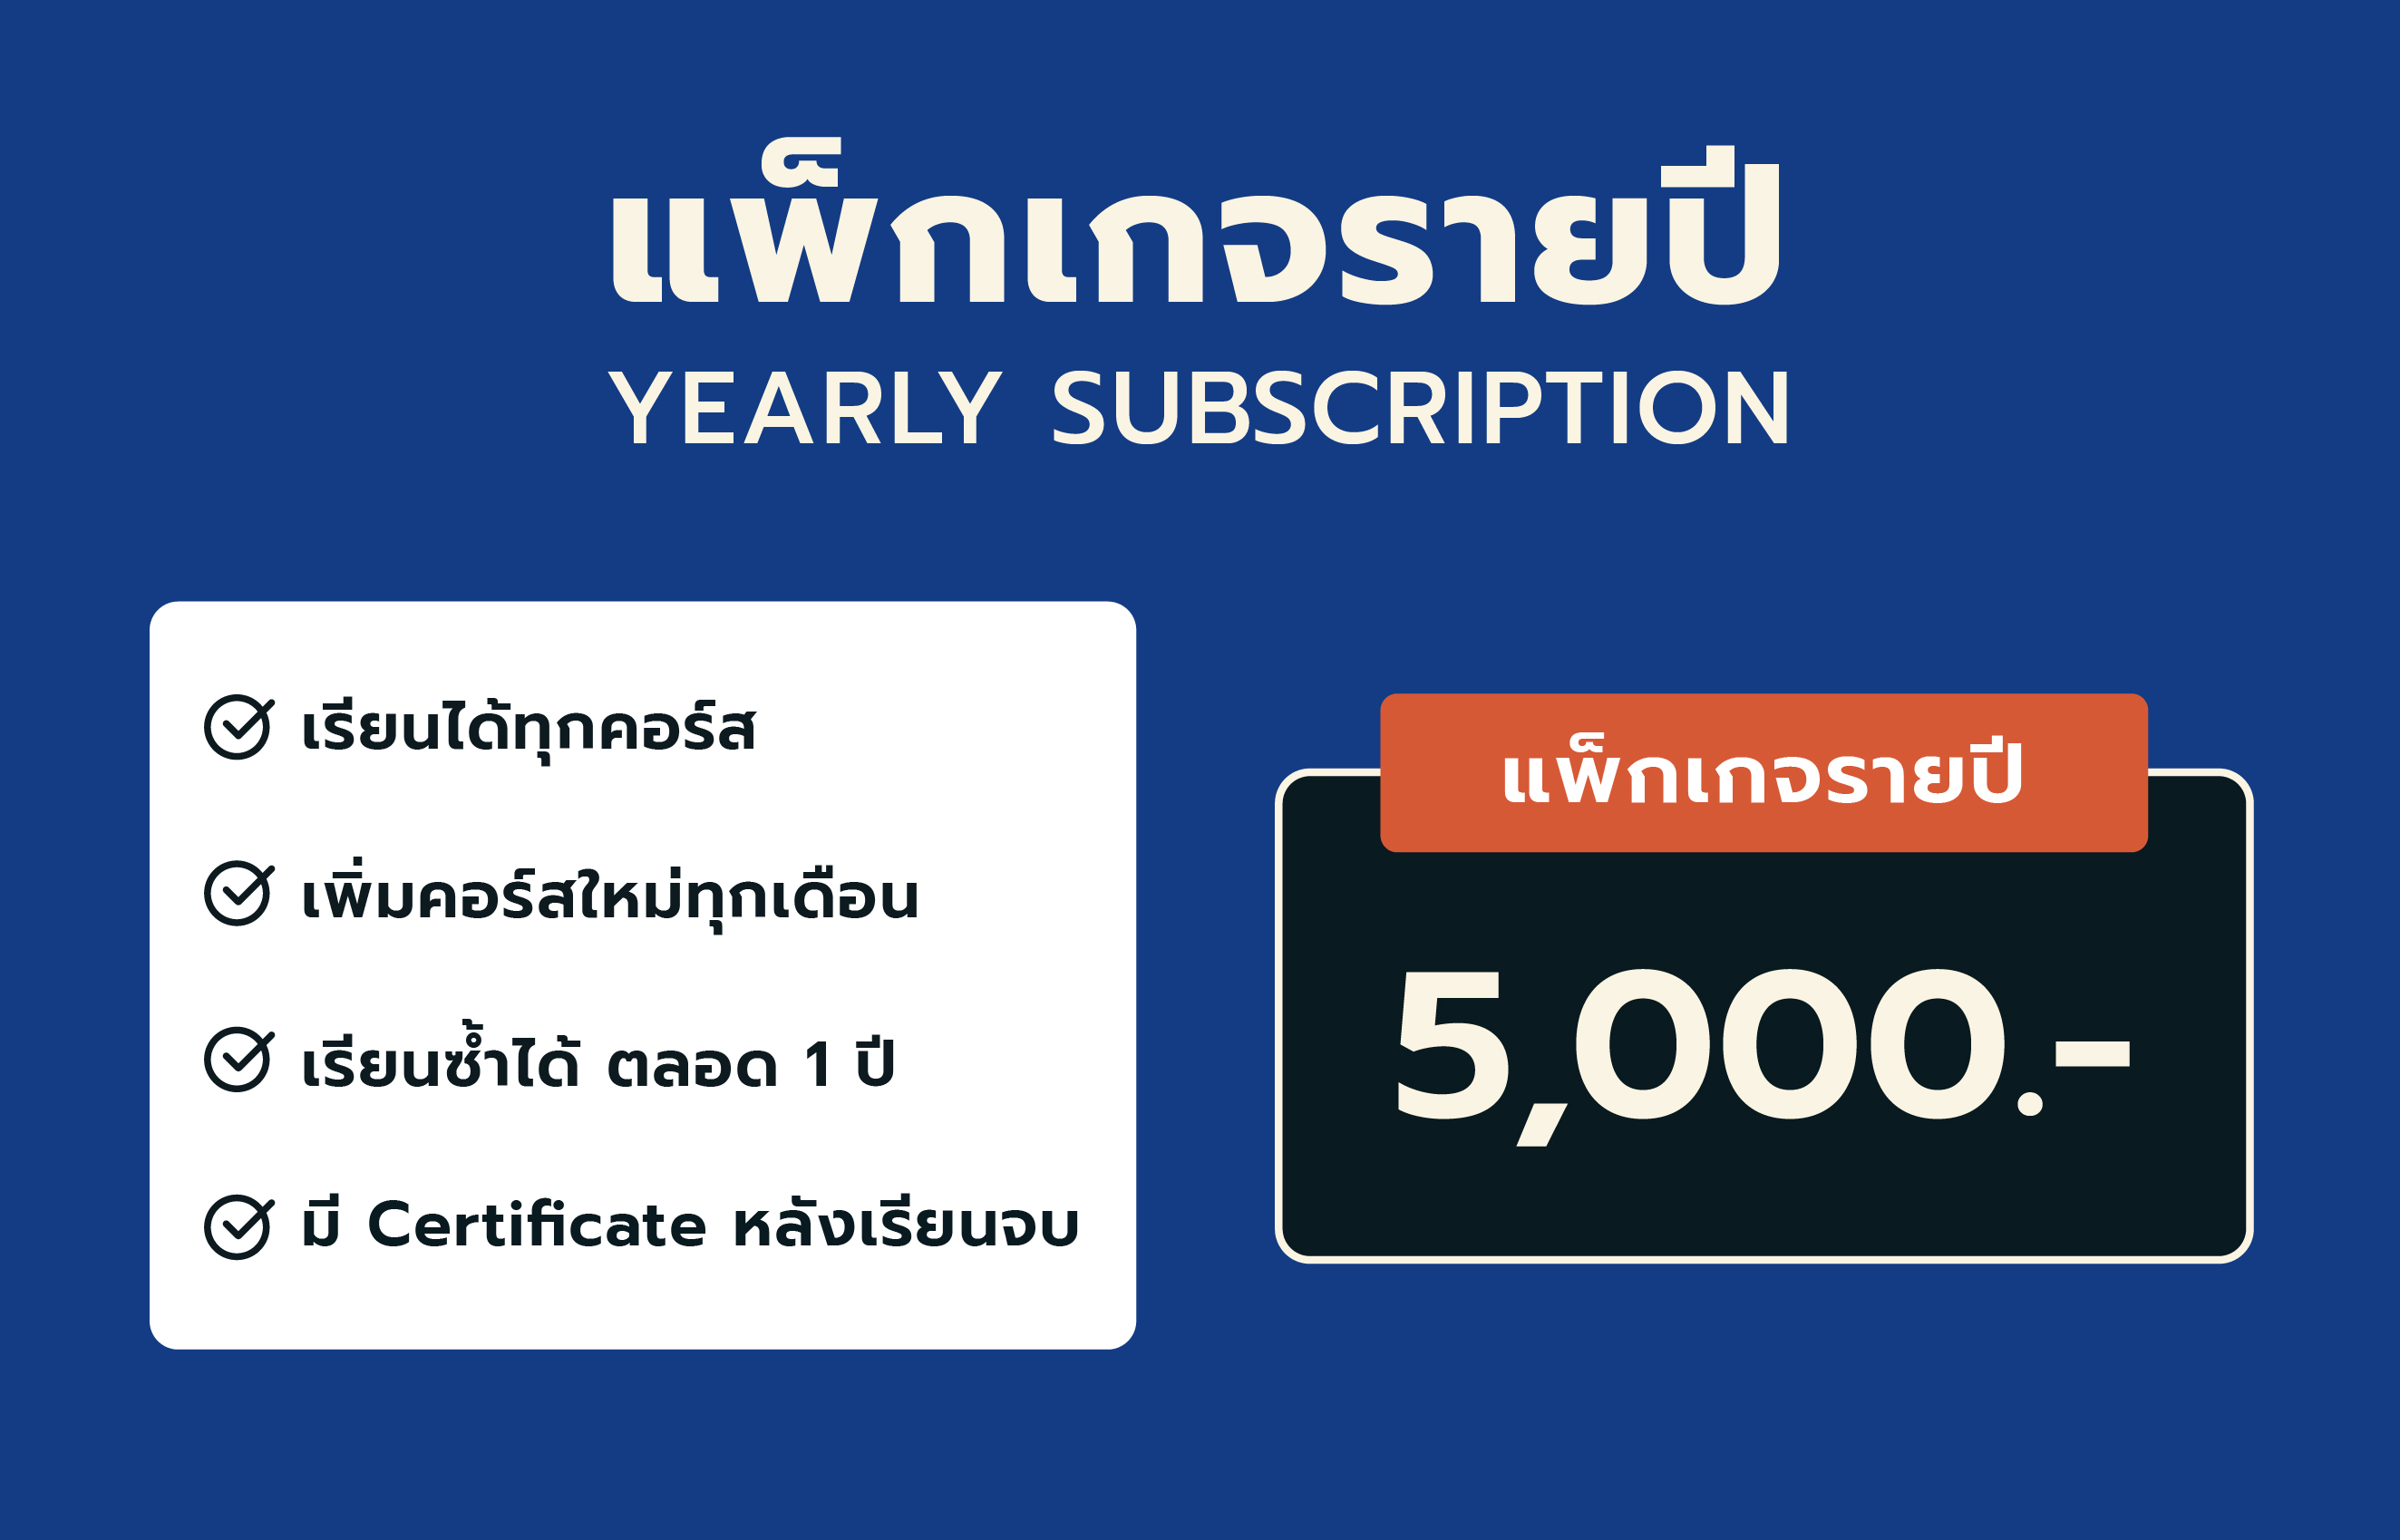 แพ็กเกจรายปี
YEARLY SUBSCRIPTION
เรียนได้ทุกคอร์ส
เพิ่มคอร์สใหม่ทุกเดือน
เรียนซ้ำได้ ตลอด 1 ปี
มี Certificate หลังเรียนจบ
แพ็กเกจรายปี
5,000.-